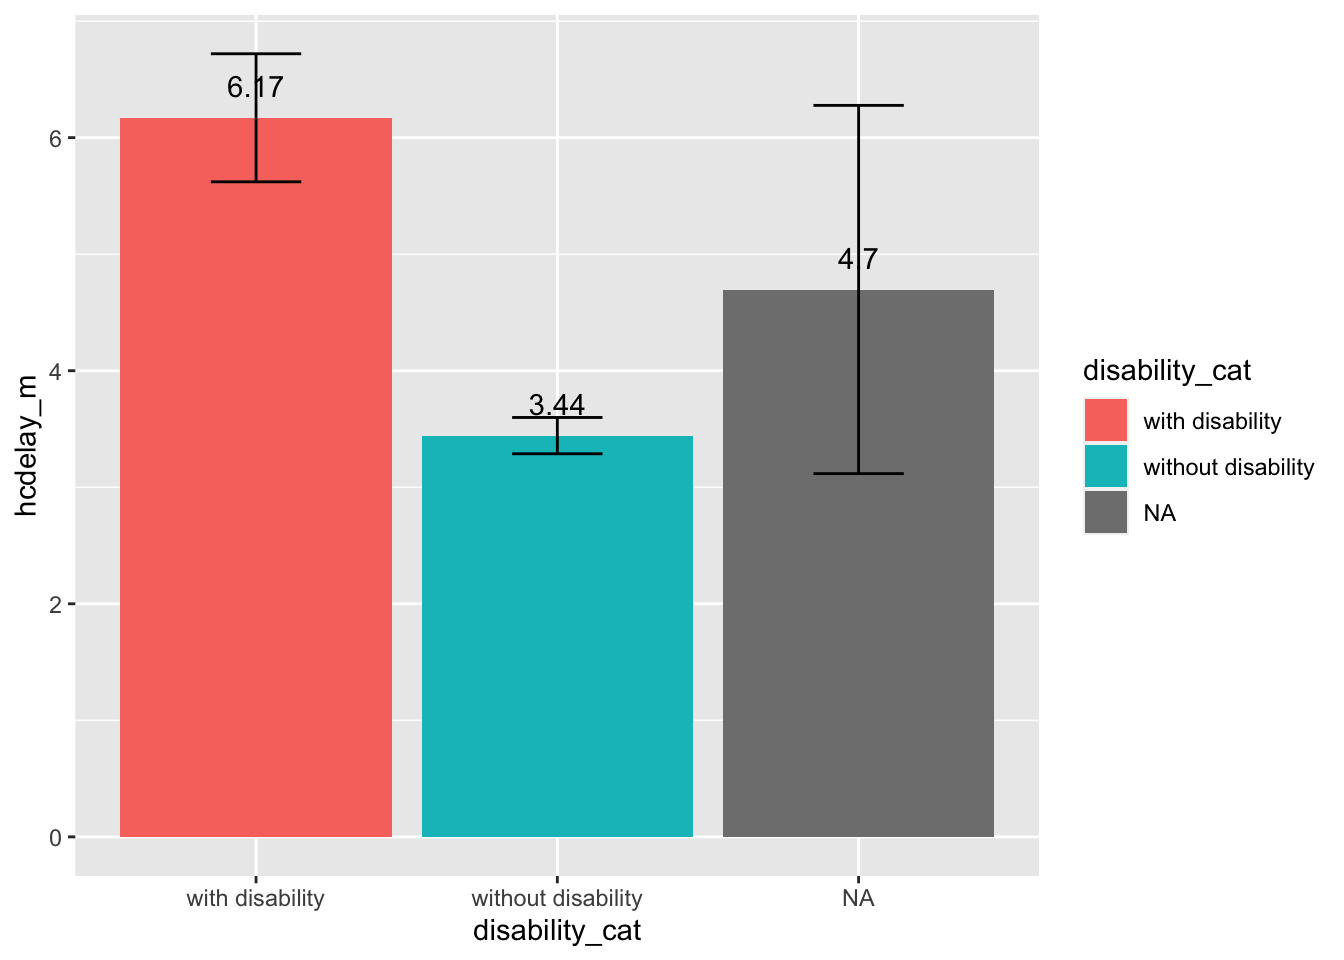 6.17
4.7
3.44
6
4
2
0
hcdelay_m
with disability
without disability
NA
disability_cat
disability_cat
with disability
without disability
NA